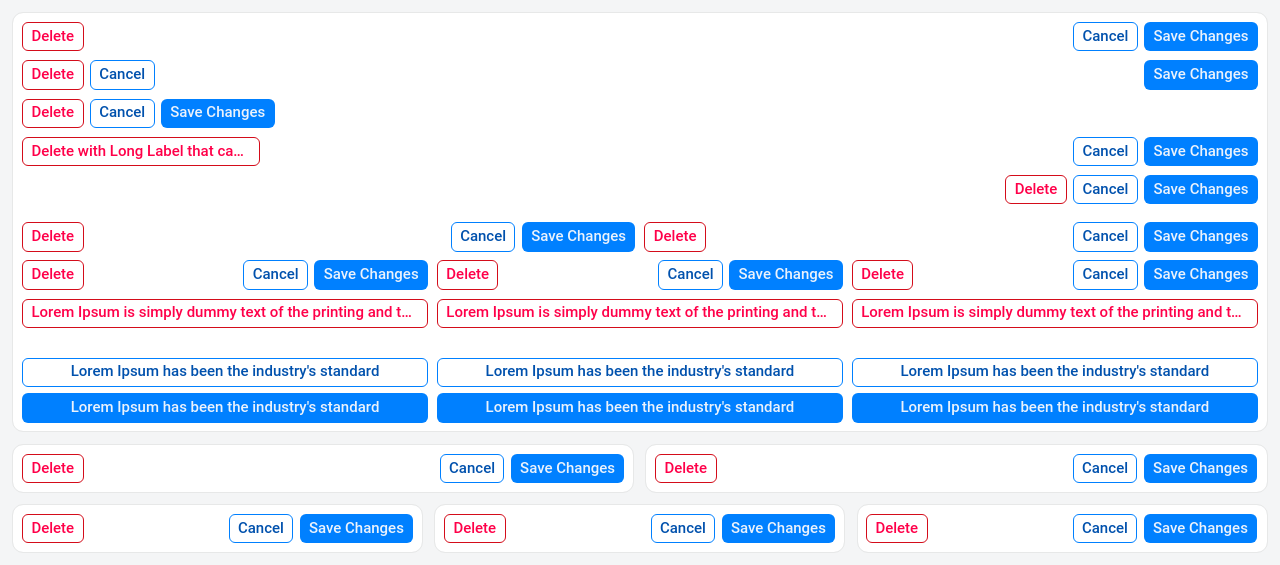 Delete Cancel Save Changes
Delete Cancel Save Changes
Delete Cancel Save Changes
Delete with Long Label that ca... Cancel Save Changes
Delete Cancel Save Changes
Delete Cancel Save Changes Delete Cancel Save Changes
Delete Cancel Save Changes Delete Cancel Save Changes Delete Cancel Save Changes
Lorem Ipsum is simply dummy text of the printing and t... Lorem Ipsum is simply dummy text of the printing and t... Lorem Ipsum is simply dummy text of the printing and t...
Lorem Ipsum has been the industry's standard Lorem Ipsum has been the industry's standard Lorem Ipsum has been the industry's standard
Lorem Ipsum has been the industry's standard Lorem Ipsum has been the industry's standard Lorem Ipsum has been the industry's standard
Delete Cancel Save Changes Delete Cancel Save Changes
Delete Cancel Save Changes Delete Cancel Save Changes Delete Cancel Save Changes